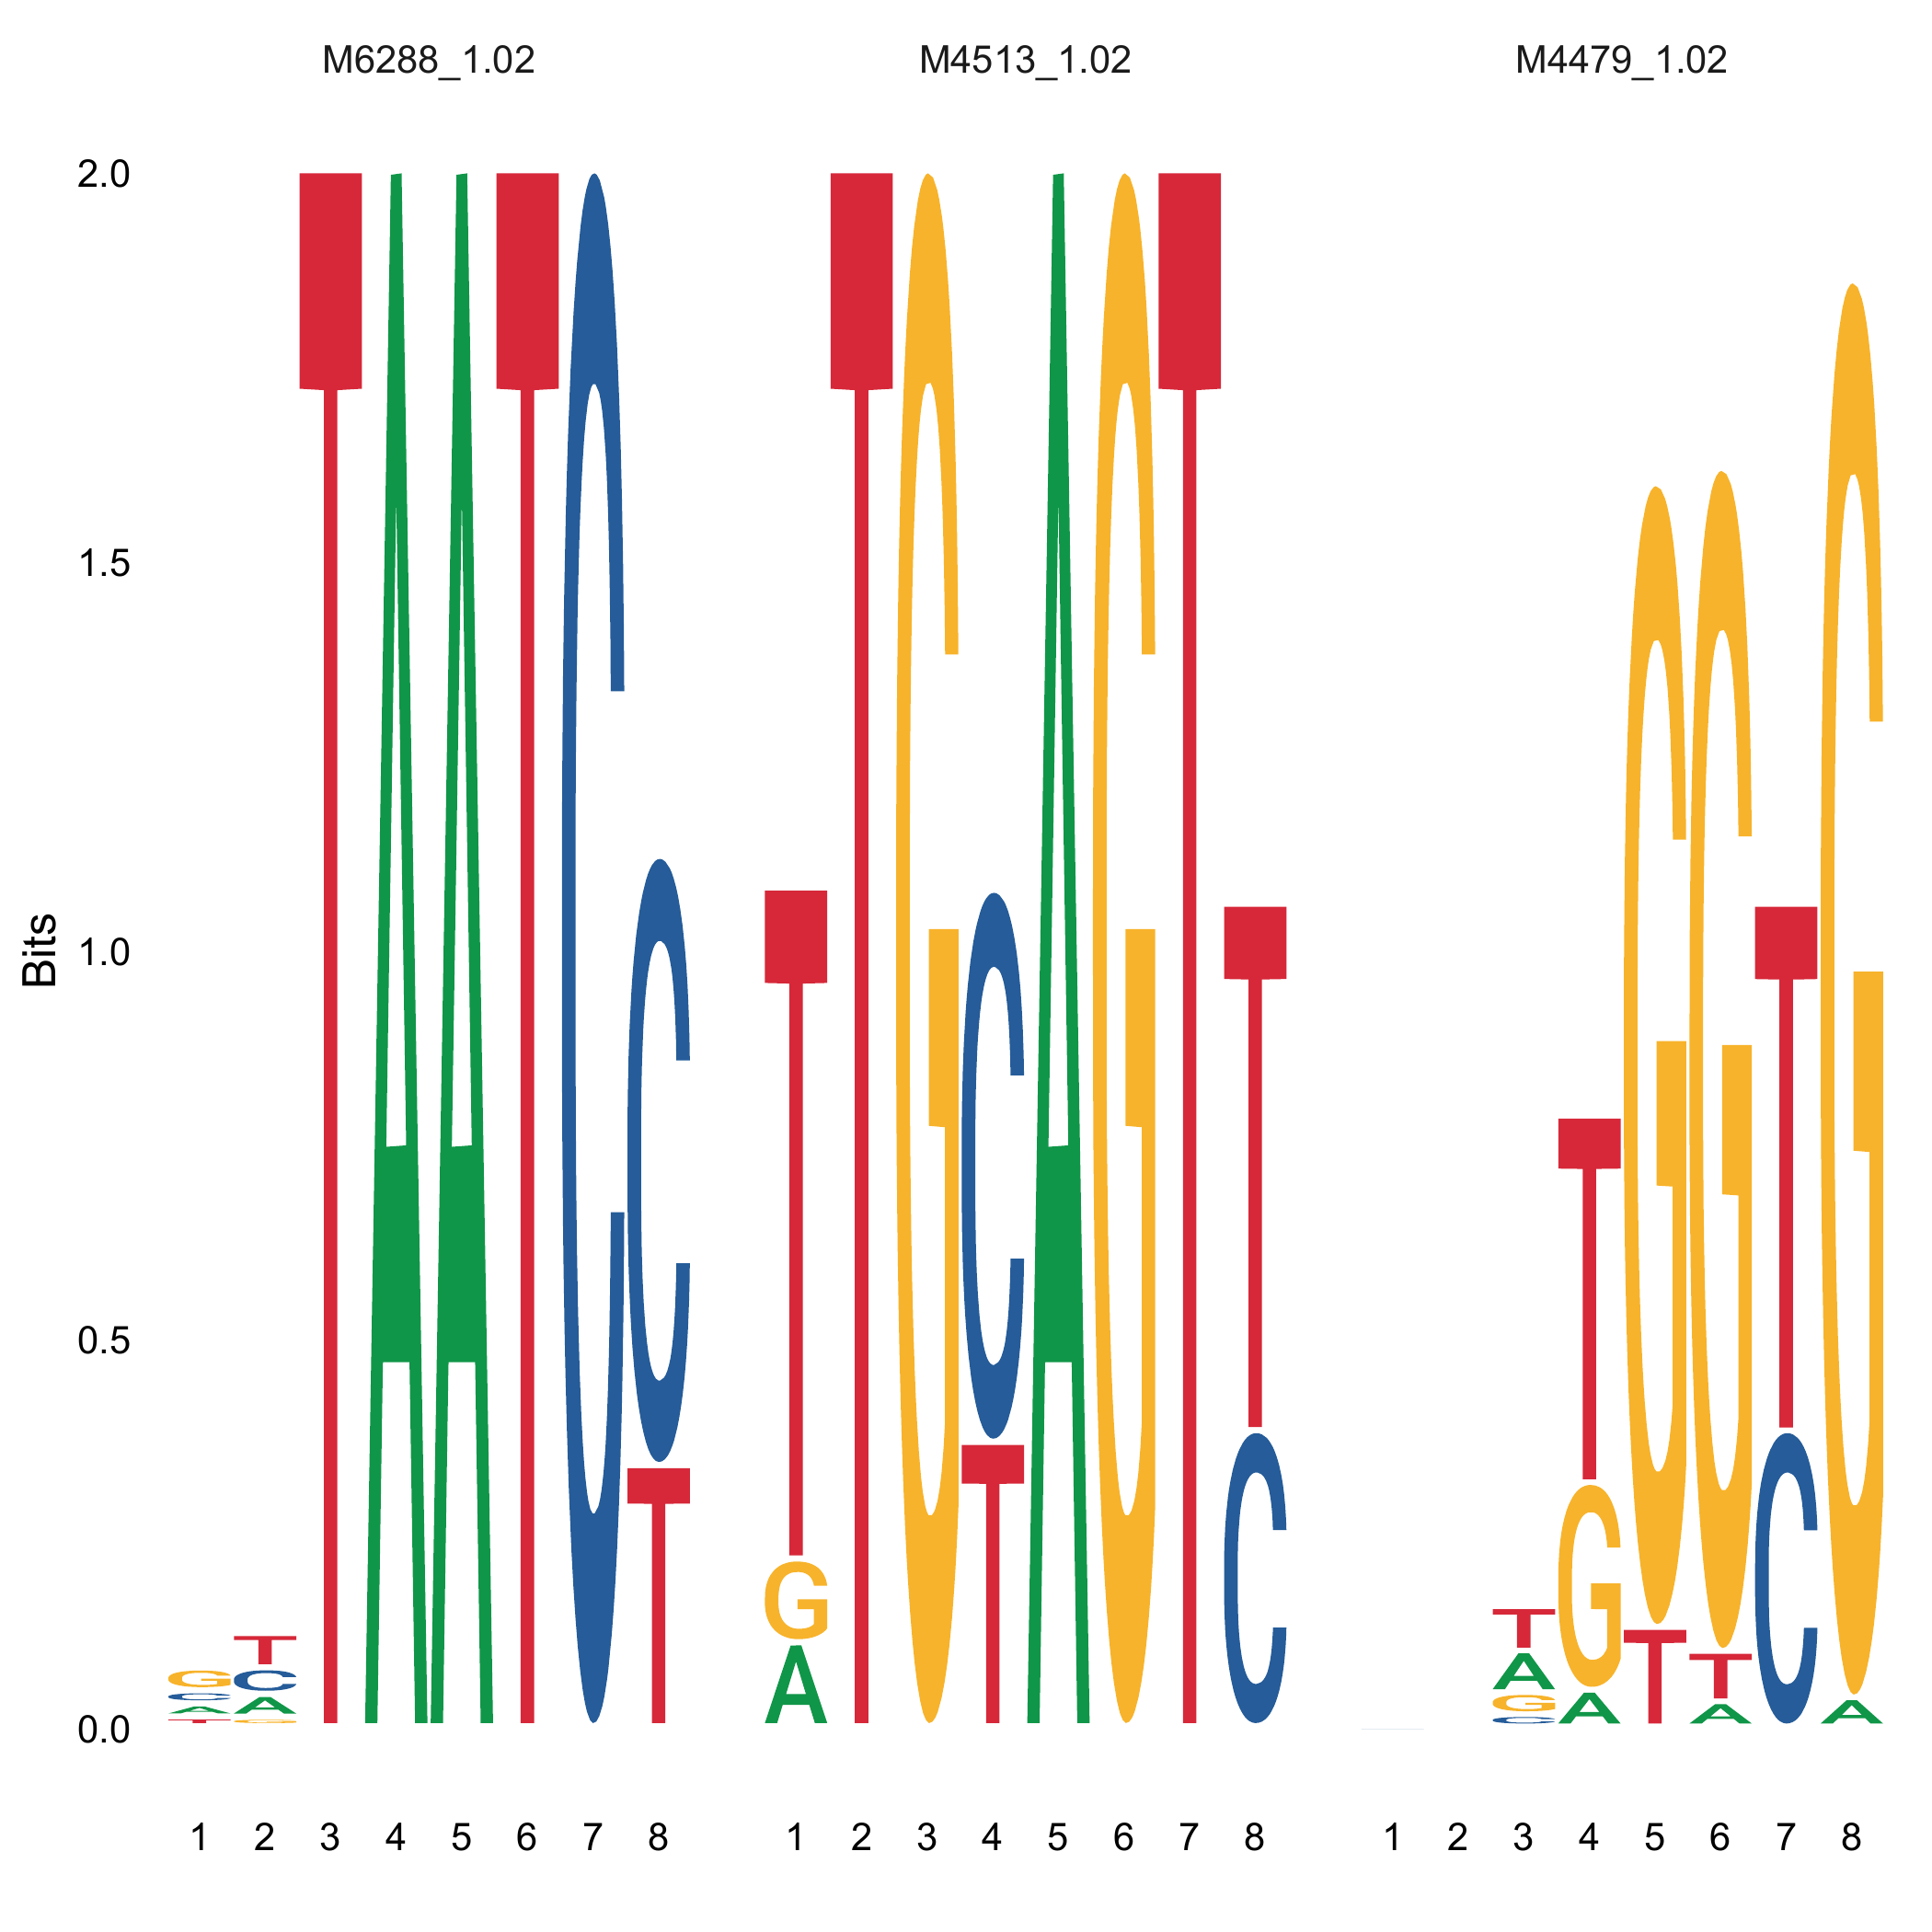 M6288_1.02 M4513_1.02 M4479_1.02
2.0
1.5
1.0
0.5
0.0
Bits
G C A T
T C A G
T
A
A
T
C
C T
T G A
T
G
C T
A
G
T
T C
T A G C
T G A
G T
G T A
T C
G A
1 2 3 4 5 6 7 8 1 2 3 4 5 6 7 8 1 2 3 4 5 6 7 8